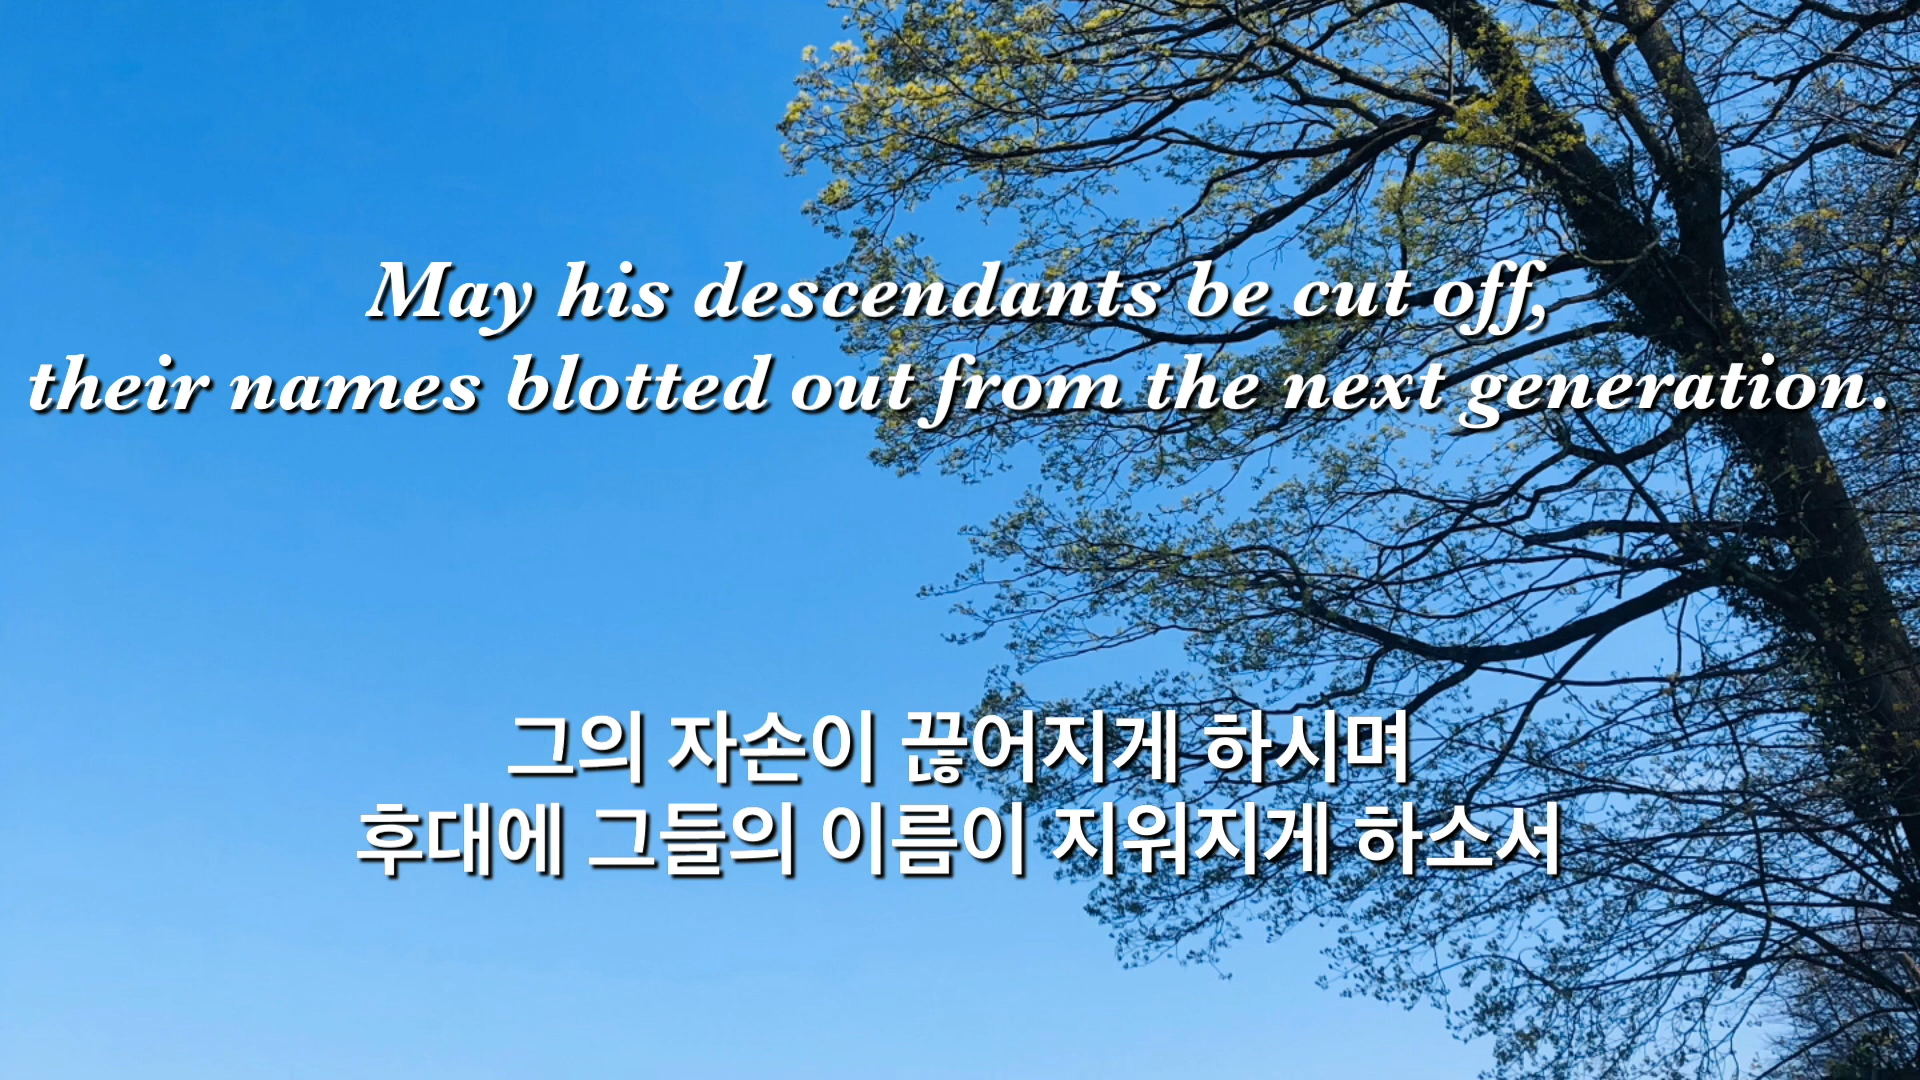 May his descendants be cut off,
their names blotted out from the next generation.
그의 자손이 끊어지게 하시며
후대에 그들의 이름이 지워지게 하소서